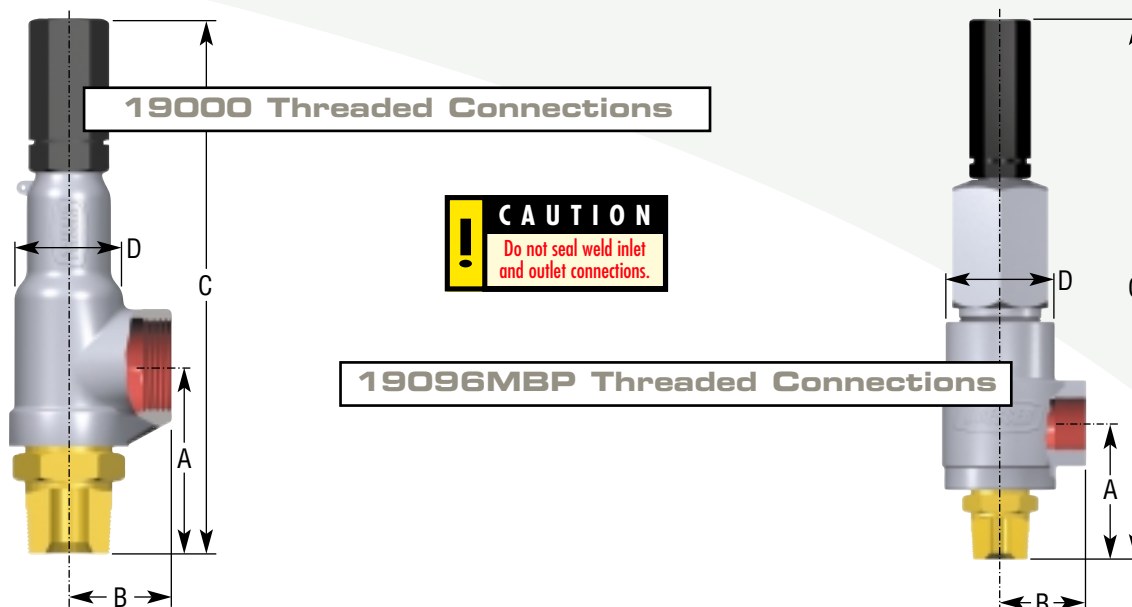 19000 Threaded Connections
D
C
A
B
! CAUTION
Do not seal weld inlet
and outlet connections.
19096MBP Threaded Connections
D
A
B